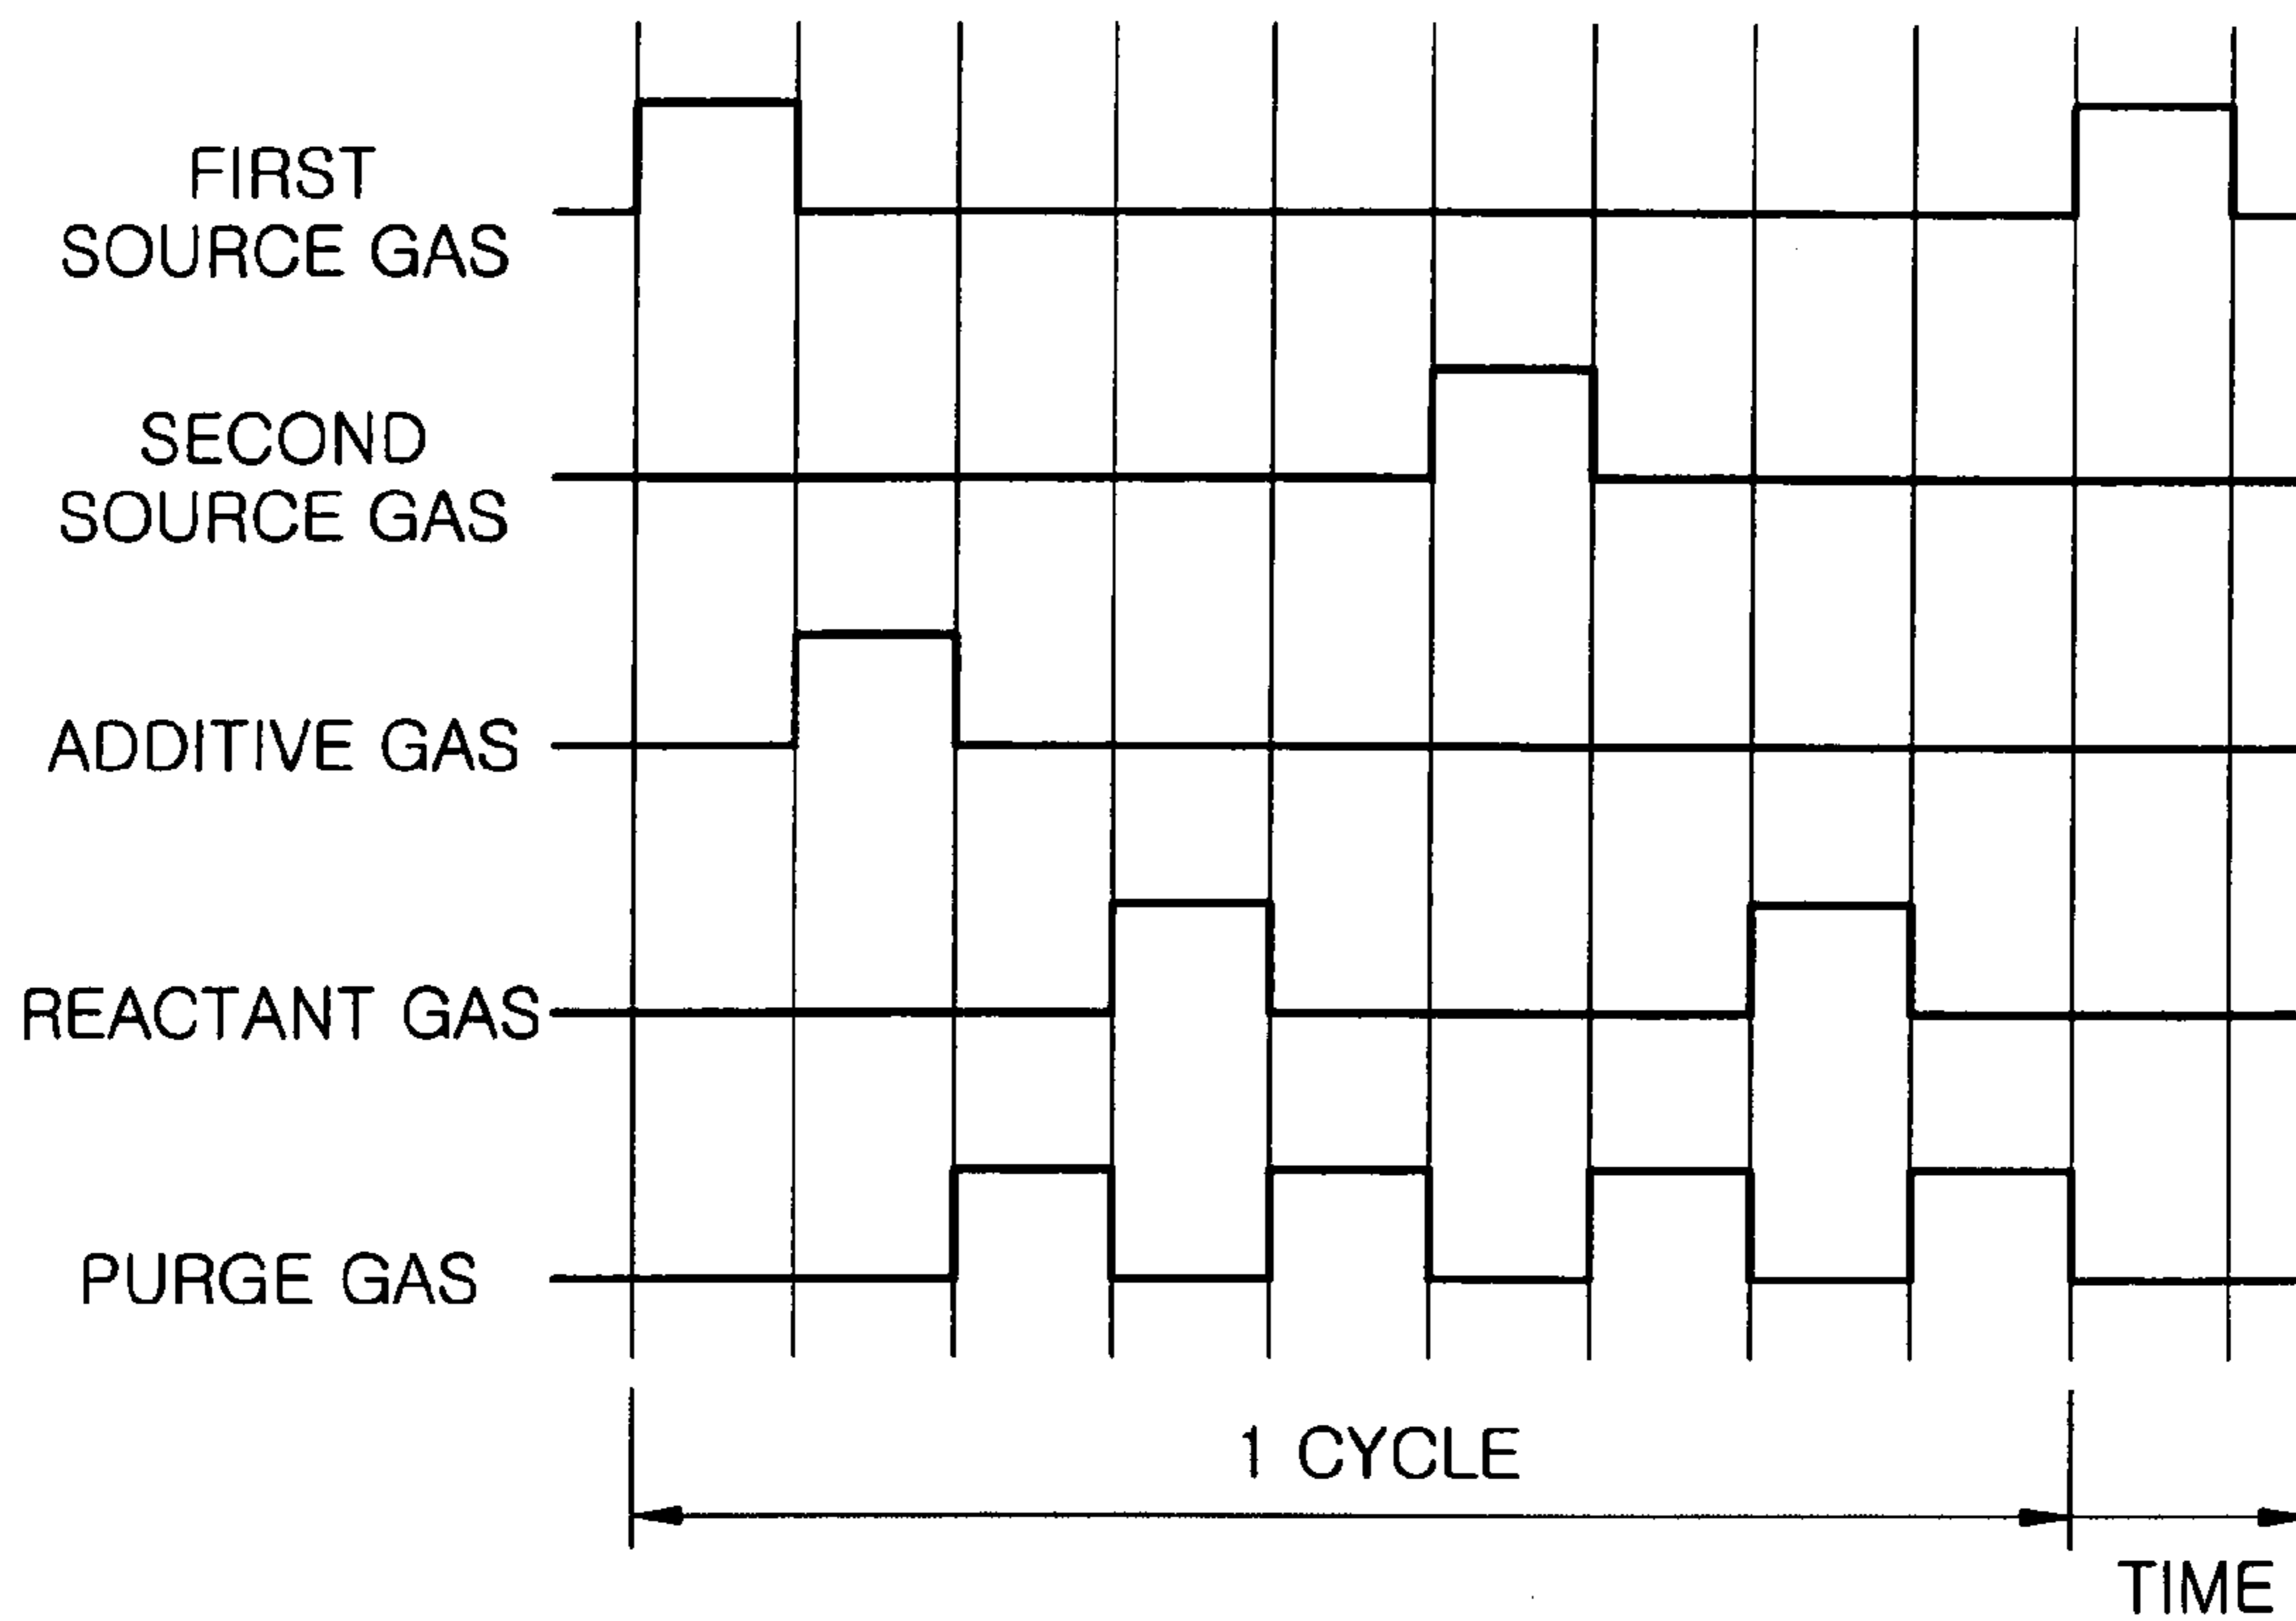 FIRST
SOURCE GAS
SECOND
SOURCE GAS
ADDITIVE GAS
REACTANT GAS
PURGE GAS
1 CYCLE
TIME